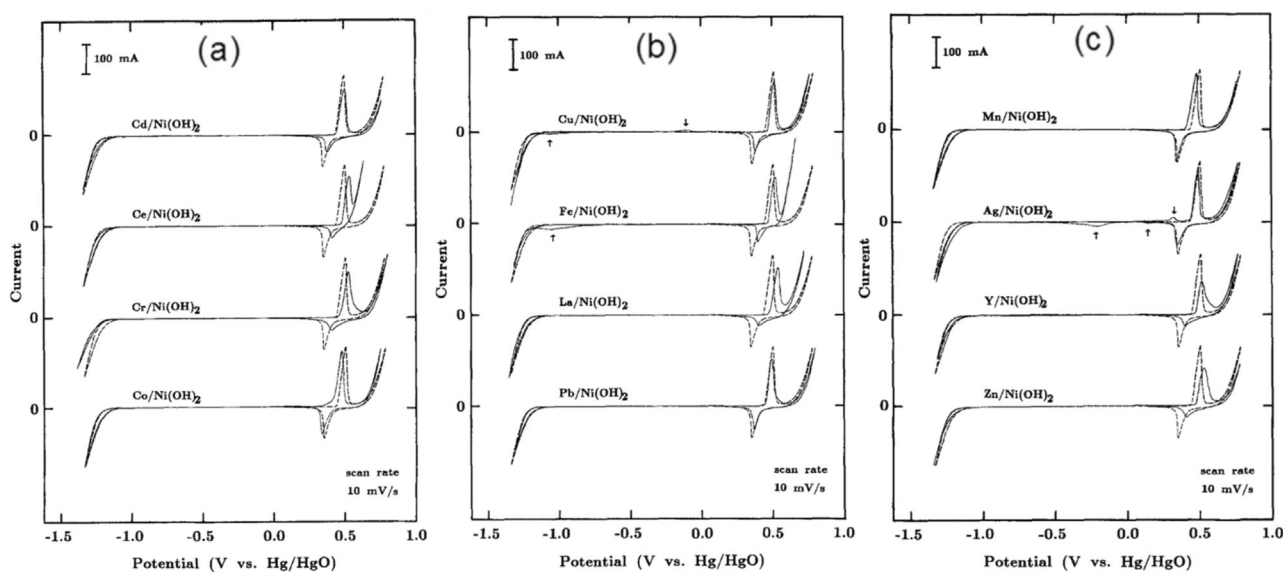 (a)
100 mA
Cd/Ni(OH)2
Ce/Ni(OH)2
Cr/Ni(OH)2
Co/Ni(OH)2
scan rate
10 mV/s
Current
0
0
0
0
-1.5 -1.0 -0.5 0.0 0.5 1.0
Potential (V vs. Hg/HgO)
(b)
100 mA
Cu/Ni(OH)2
Fe/Ni(OH)2
La/Ni(OH)2
Pb/Ni(OH)2
scan rate
10 mV/s
Current
0
0
0
0
-1.5 -1.0 -0.5 0.0 0.5 1.0
Potential (V vs. Hg/HgO)
(c)
100 mA
Mn/Ni(OH)2
Ag/Ni(OH)2
Y/Ni(OH)2
Zn/Ni(OH)2
scan rate
10 mV/s
Current
0
0
0
0
-1.5 -1.0 -0.5 0.0 0.5 1.0
Potential (V vs. Hg/HgO)